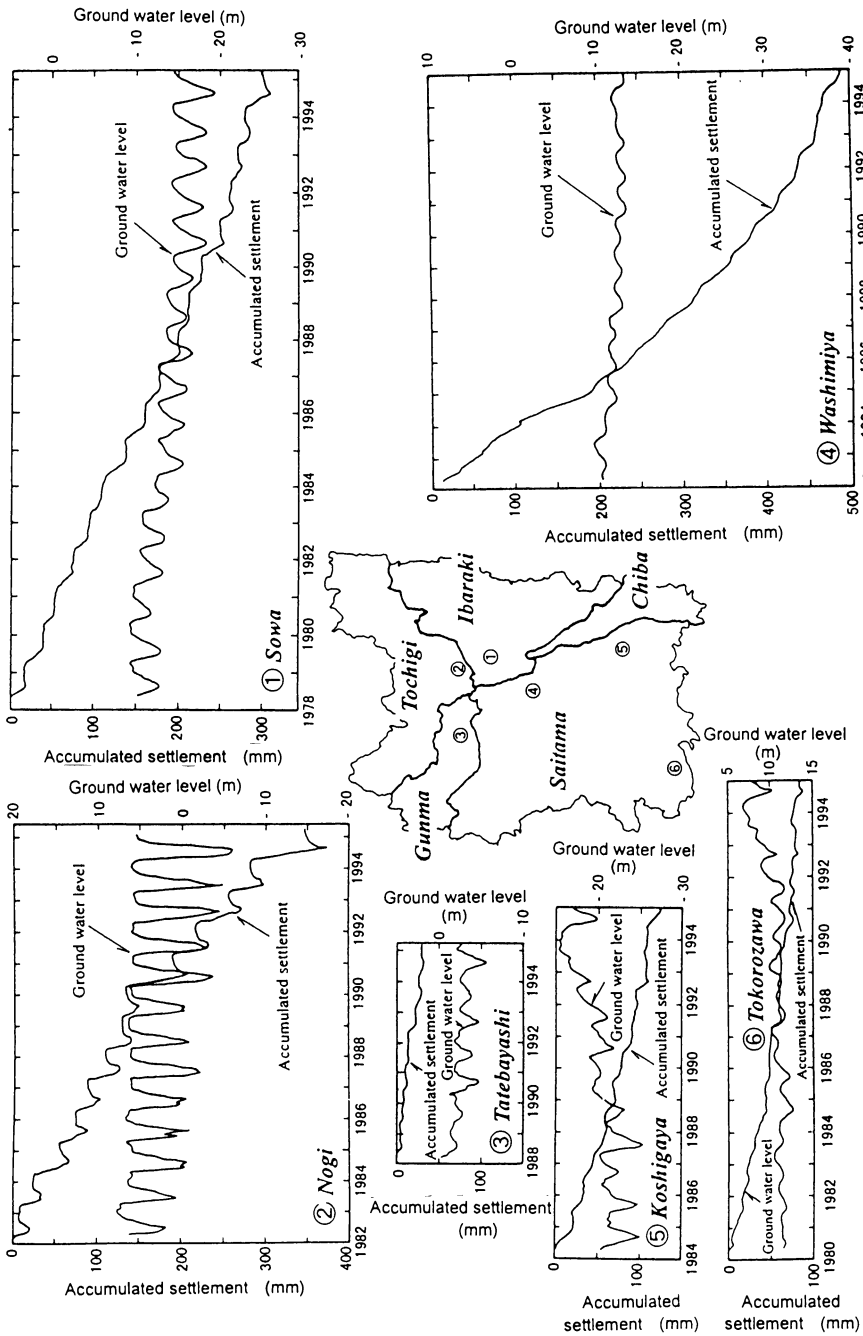 Ground water level (m)
0
- 10
- 20
- 30
Ground water level
Accumulated settlement
① Sowa
0
100
200
300
Accumulated settlement (mm)
1978
1980
1982
1984
1986
1988
1990
1992
1994
Ground water level (m)
20
10
0
10
20
Ground water level
Accumulated settlement
② Nogi
0
100
200
300
400
Accumulated settlement (mm)
1982
1984
1986
1988
1990
1992
1994
Ground water level
(m)
0
10
Accumulated settlement
Ground water level
③ Tatebayashi
0
100
Accumulated settlement
(mm)
1988
1990
1992
1994
Gunma
Tochigi
Ibaraki
Saitama
Chiba
①
②
③
④
⑤
⑥
Ground water level (m)
10
0
10
20
30
40
Ground water level
Accumulated settlement
④ Washimiya
0
100
200
300
400
500
Accumulated settlement (mm)
1990
1992
1994
Ground water level
(m)
20
30
Ground water level
Accumulated settlement
⑤ Koshigaya
0
100
Accumulated
settlement (mm)
1984
1986
1988
1990
1992
1994
Ground water level
(m)
5
10
15
Ground water level
Accumulated settlement
⑥ Tokorozawa
0
100
Accumulated
settlement (mm)
1980
1982
1984
1986
1988
1990
1992
1994